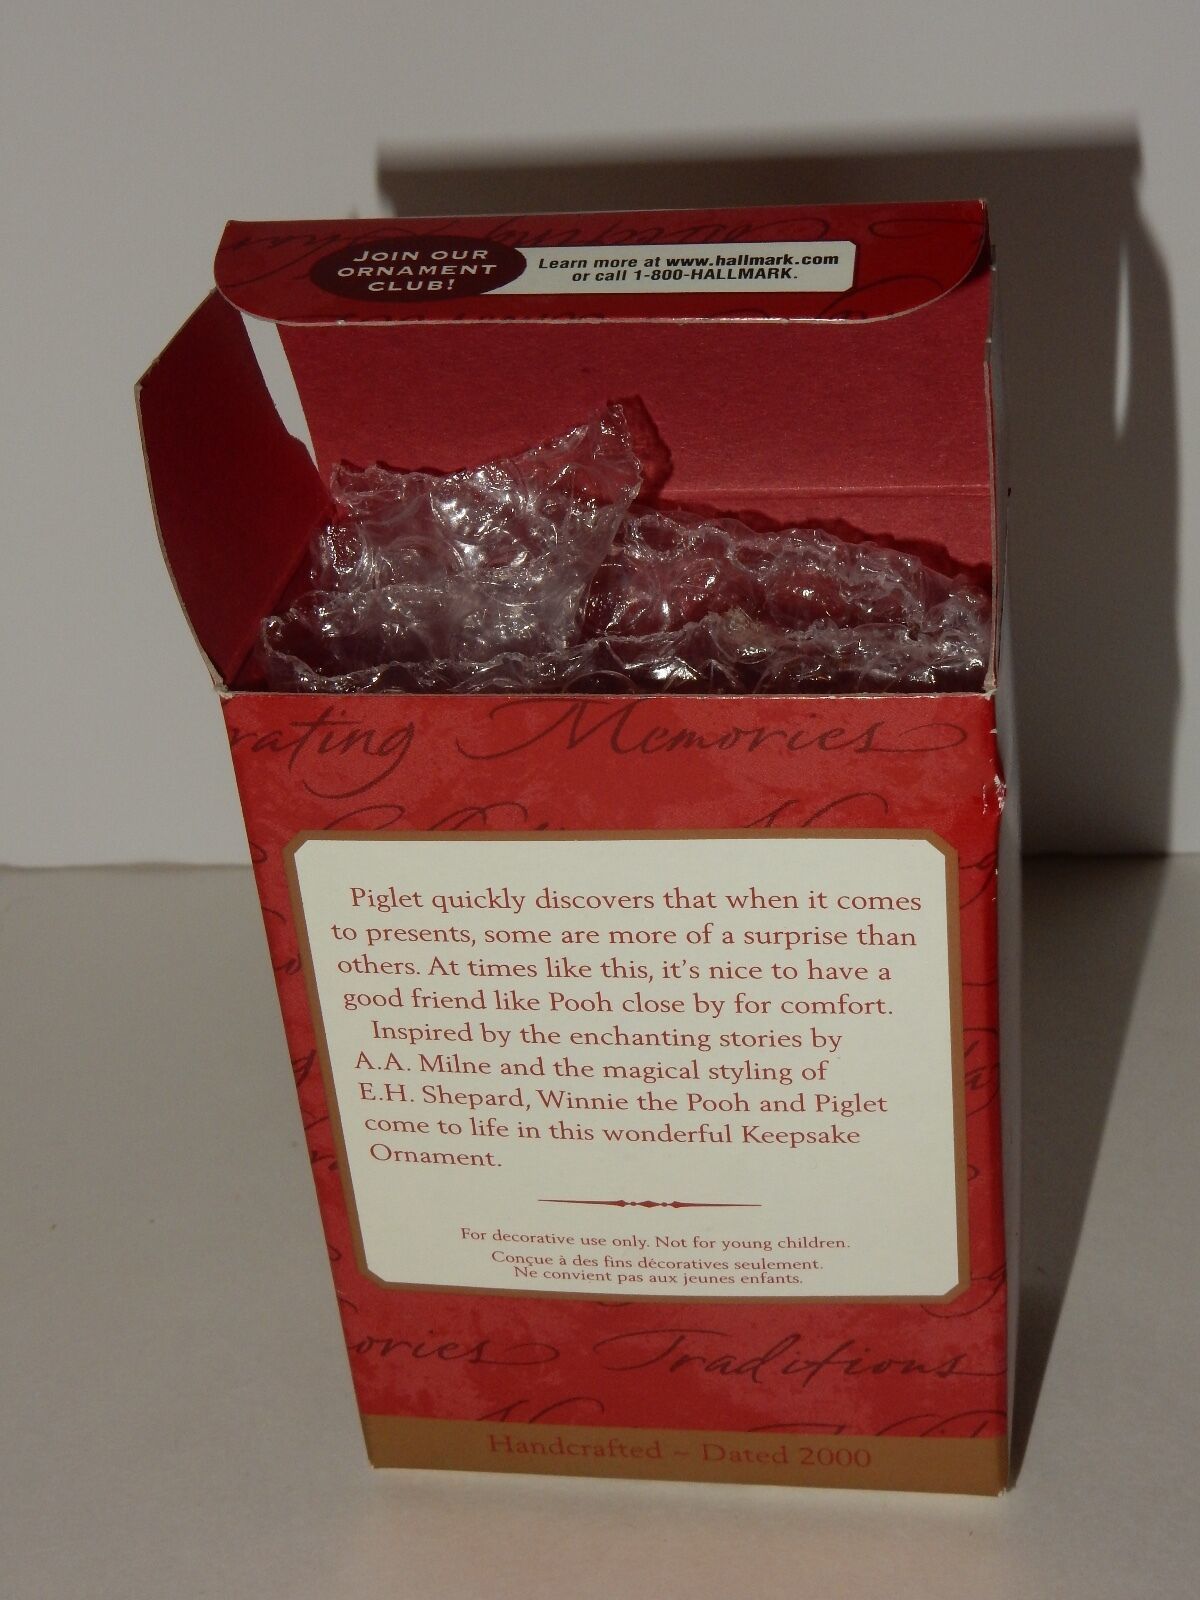 JOIN OUR
ORNAMENT
CLUB!
Learn more at www.hallmark.com
or call 1-800-HALLMARK.
rating Memories
Piglet quickly discovers that when it comes
to presents, some are more of a surprise than
others. At times like this, it's nice to have a
good friend like Pooh close by for comfort.
Inspired by the enchanting stories by
A.A. Milne and the magical styling of
E.H. Shepard, Winnie the Pooh and Piglet
come to life in this wonderful Keepsake
Ornament.
For decorative use only. Not for young children.
Conçue à des fins décoratives seulement.
Ne convient pas aux jeunes enfants.
ories Traditions
Handcrafted ~ Dated 2000